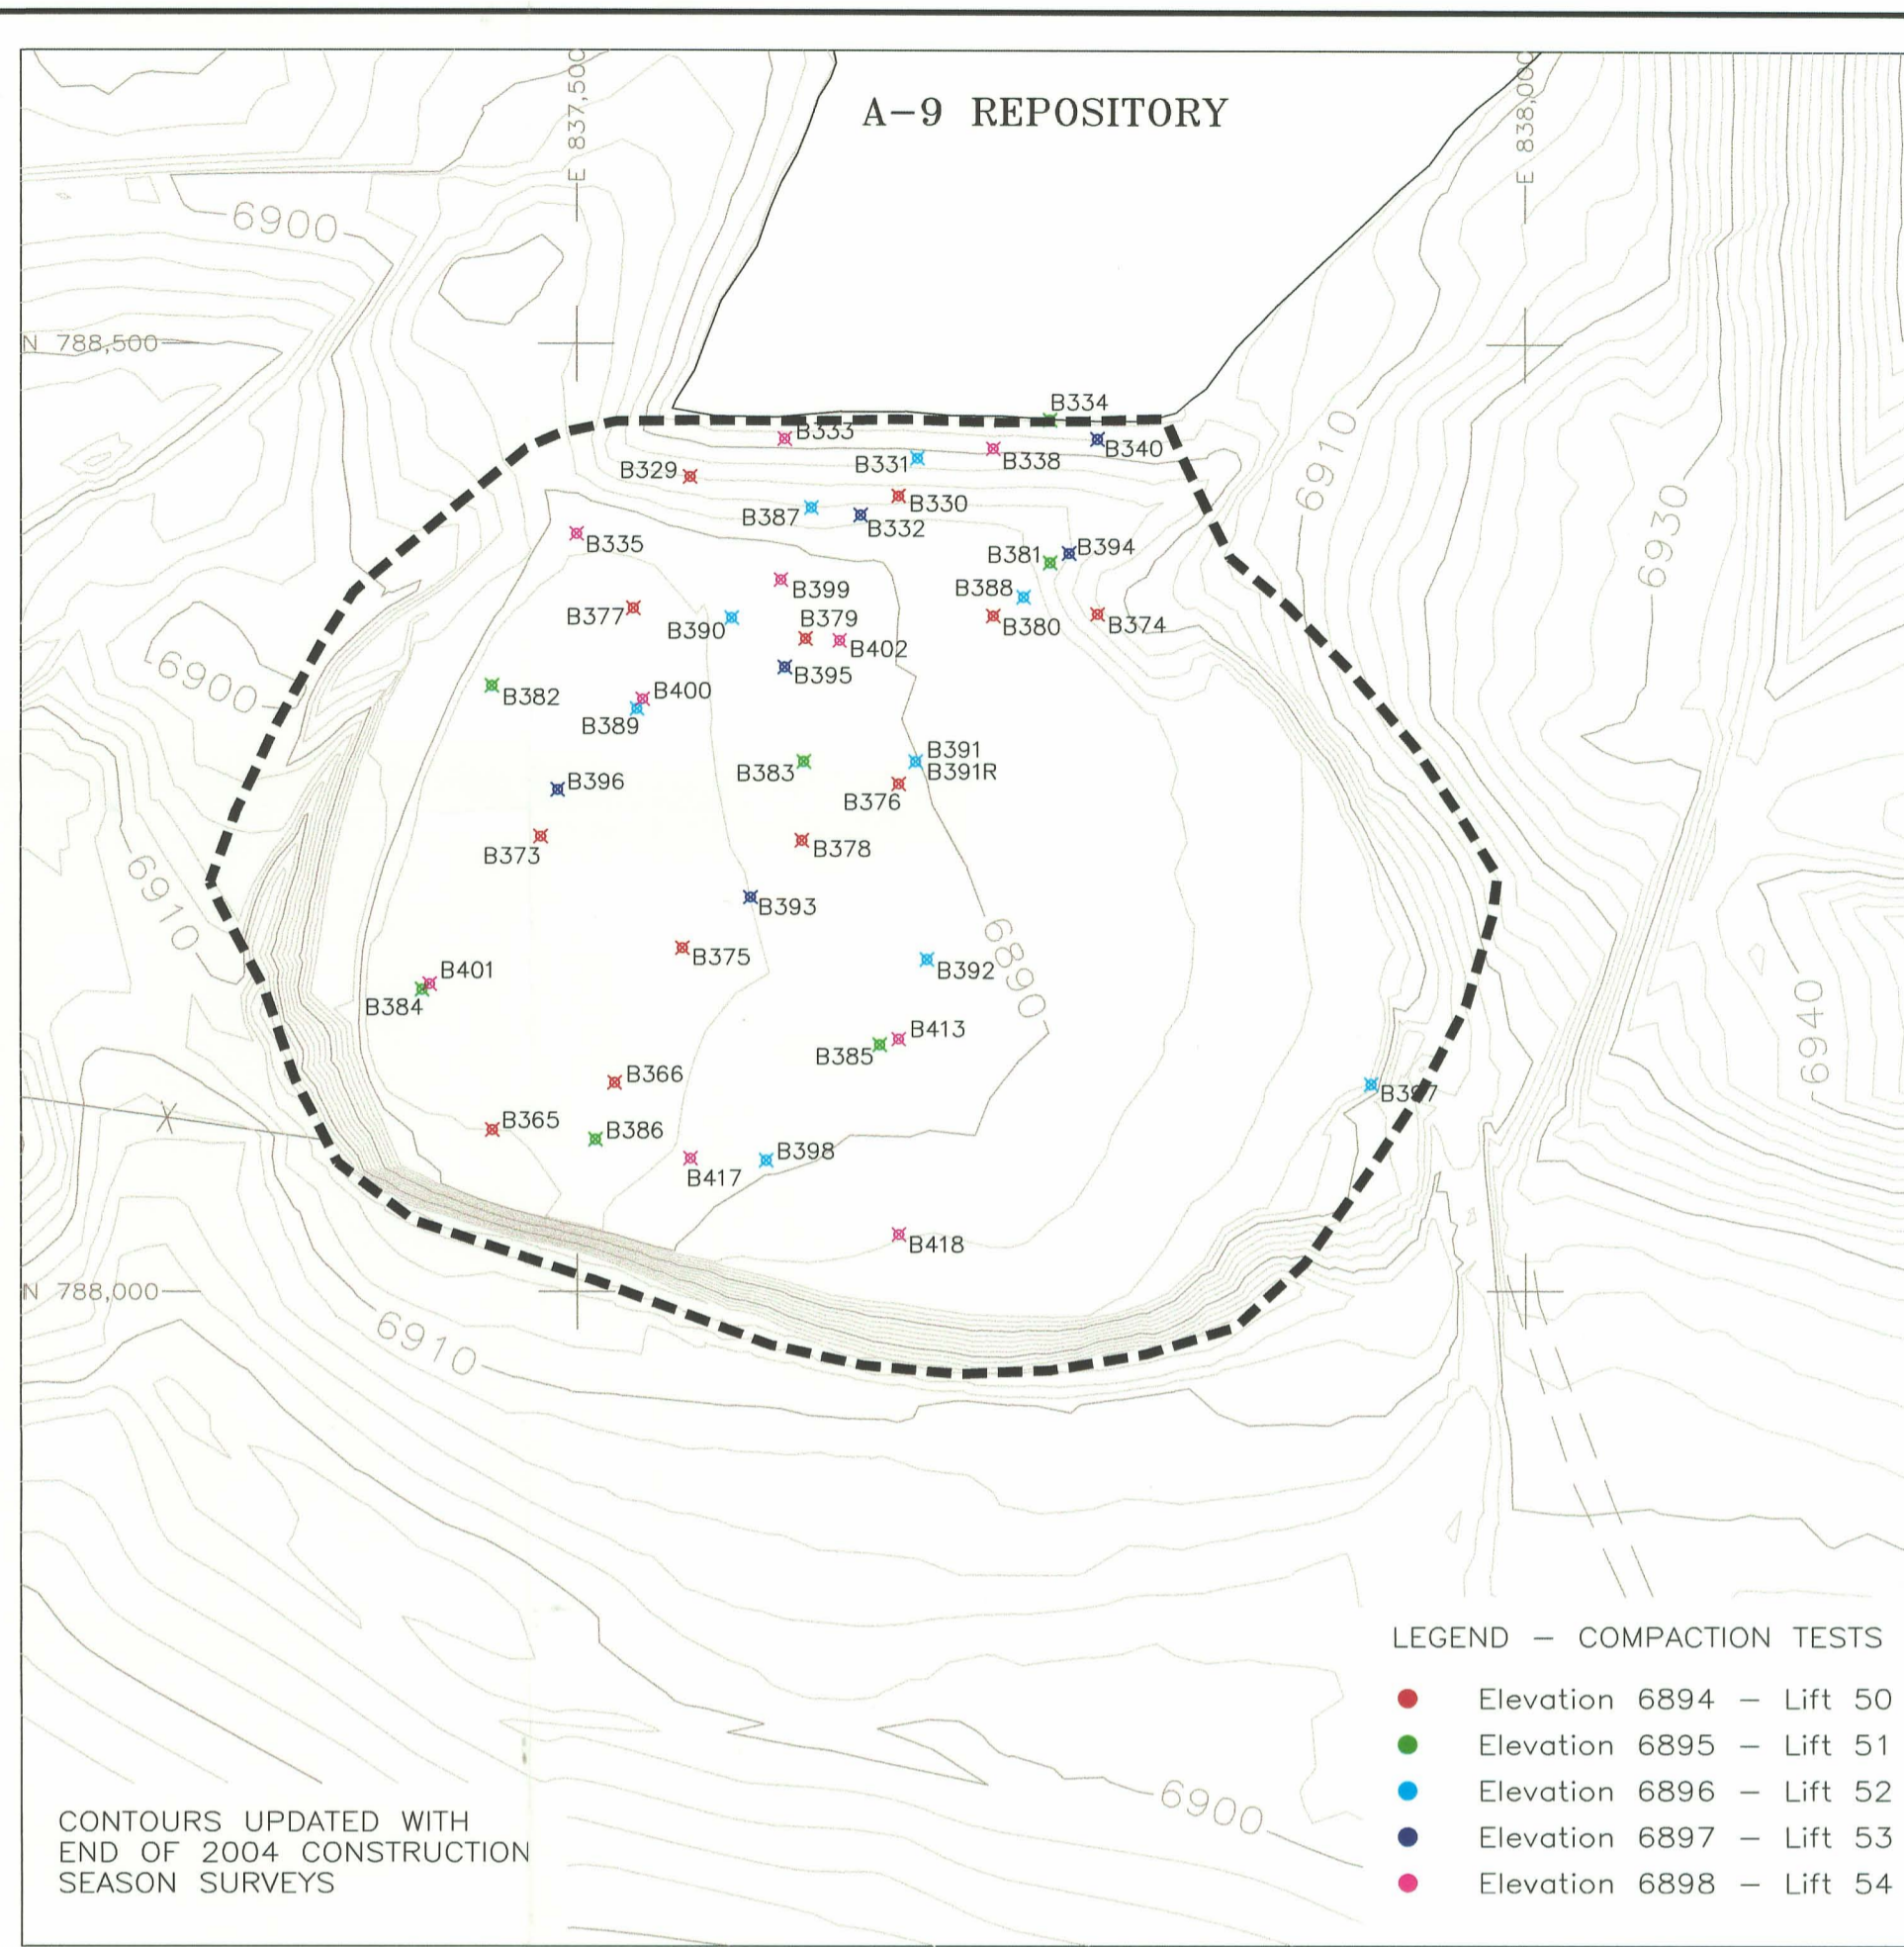 E 837,500
E 838,000
A-9 REPOSITORY
6900
N 788,500
B334
B333
B340
B338
B331
B329
B330
B387
B332
B335
6910
6930
B394
B381
B388
B399
B377
B390
B379
B380
B374
B402
B395
6900
B382
B400
B389
B391
B391R
B383
B396
B376
B373
B378
6910
B393
B375
B392
6890
B401
B384
B413
B385
6940
B366
B397
B365
B386
B398
B417
B418
N 788,000
6910
LEGEND – COMPACTION TESTS
Elevation 6894 – Lift 50
Elevation 6895 – Lift 51
Elevation 6896 – Lift 52
Elevation 6897 – Lift 53
Elevation 6898 – Lift 54
6900
CONTOURS UPDATED WITH
END OF 2004 CONSTRUCTION
SEASON SURVEYS